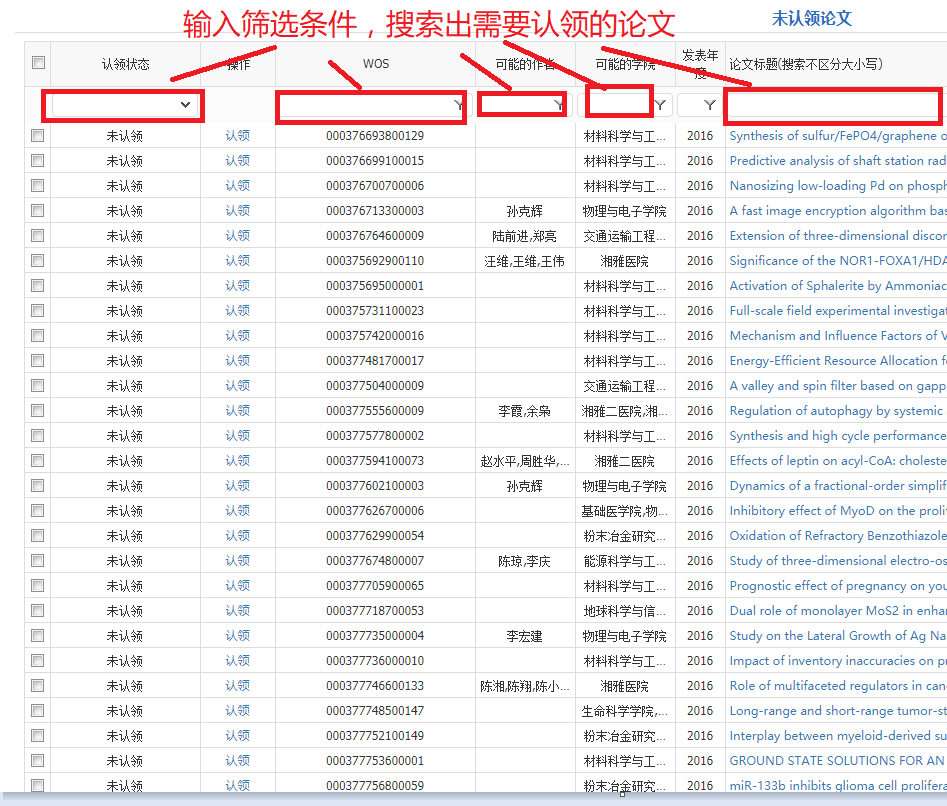 输入筛选条件，搜索出需要认领的论文
未认领论文
认领状态 操作 WOS 可能的作者 可能的学院 发表年度 论文标题(搜索不区分大小写)
未认领 认领 000376693800129 材料科学与工... 2016 Synthesis of sulfur/FePO4/graphene o
未认领 认领 000376699100015 材料科学与工... 2016 Predictive analysis of shaft station rad
未认领 认领 000376700700006 材料科学与工... 2016 Nanosizing low-loading Pd on phosph
未认领 认领 000376713300003 孙克辉 物理与电子学院 2016 A fast image encryption algorithm bas
未认领 认领 000376764600009 陆前进,郑亮 交通运输工程... 2016 Extension of three-dimensional discor
未认领 认领 000375692900110 汪维,王维,王伟 湘雅医院 2016 Significance of the NOR1-FOXA1/HDA
未认领 认领 000375695000001 材料科学与工... 2016 Activation of Sphalerite by Ammoniac
未认领 认领 000375731100023 材料科学与工... 2016 Full-scale field experimental investigat
未认领 认领 000375742000016 材料科学与工... 2016 Mechanism and Influence Factors of V
未认领 认领 000377481700017 材料科学与工... 2016 Energy-Efficient Resource Allocation f
未认领 认领 000377504000009 交通运输工程... 2016 A valley and spin filter based on gapp
未认领 认领 000377555600009 李霞,余枭 湘雅二医院,湘... 2016 Regulation of autophagy by systemic
未认领 认领 000377577800002 材料科学与工... 2016 Synthesis and high cycle performance
未认领 认领 000377594100073 赵水平,周胜华,... 湘雅二医院 2016 Effects of leptin on acyl-CoA: choleste
未认领 认领 000377602100003 孙克辉 物理与电子学院 2016 Dynamics of a fractional-order simplif
未认领 认领 000377626700006 基础医学院,物... 2016 Inhibitory effect of MyoD on the prolif
未认领 认领 000377629900054 粉末冶金研究... 2016 Oxidation of Refractory Benzothiazole
未认领 认领 000377674800007 陈琼,李庆 能源科学与工... 2016 Study of three-dimensional electro-os
未认领 认领 000377705900065 材料科学与工... 2016 Prognostic effect of pregnancy on you
未认领 认领 000377718700053 地球科学与信... 2016 Dual role of monolayer MoS2 in enhan
未认领 认领 000377735000004 李宏建 物理与电子学院 2016 Study on the Lateral Growth of Ag Na
未认领 认领 000377736000010 材料科学与工... 2016 Impact of inventory inaccuracies on p
未认领 认领 000377746600133 陈湘,陈翔,陈小... 湘雅医院 2016 Role of multifaceted regulators in can
未认领 认领 000377748500147 生命科学学院,... 2016 Long-range and short-range tumor-st
未认领 认领 000377752100149 粉末冶金研究... 2016 Interplay between myeloid-derived su
未认领 认领 000377753600001 材料科学与工... 2016 GROUND STATE SOLUTIONS FOR AN
未认领 认领 000377756800059 粉末冶金研究... 2016 miR-133b inhibits glioma cell prolifera